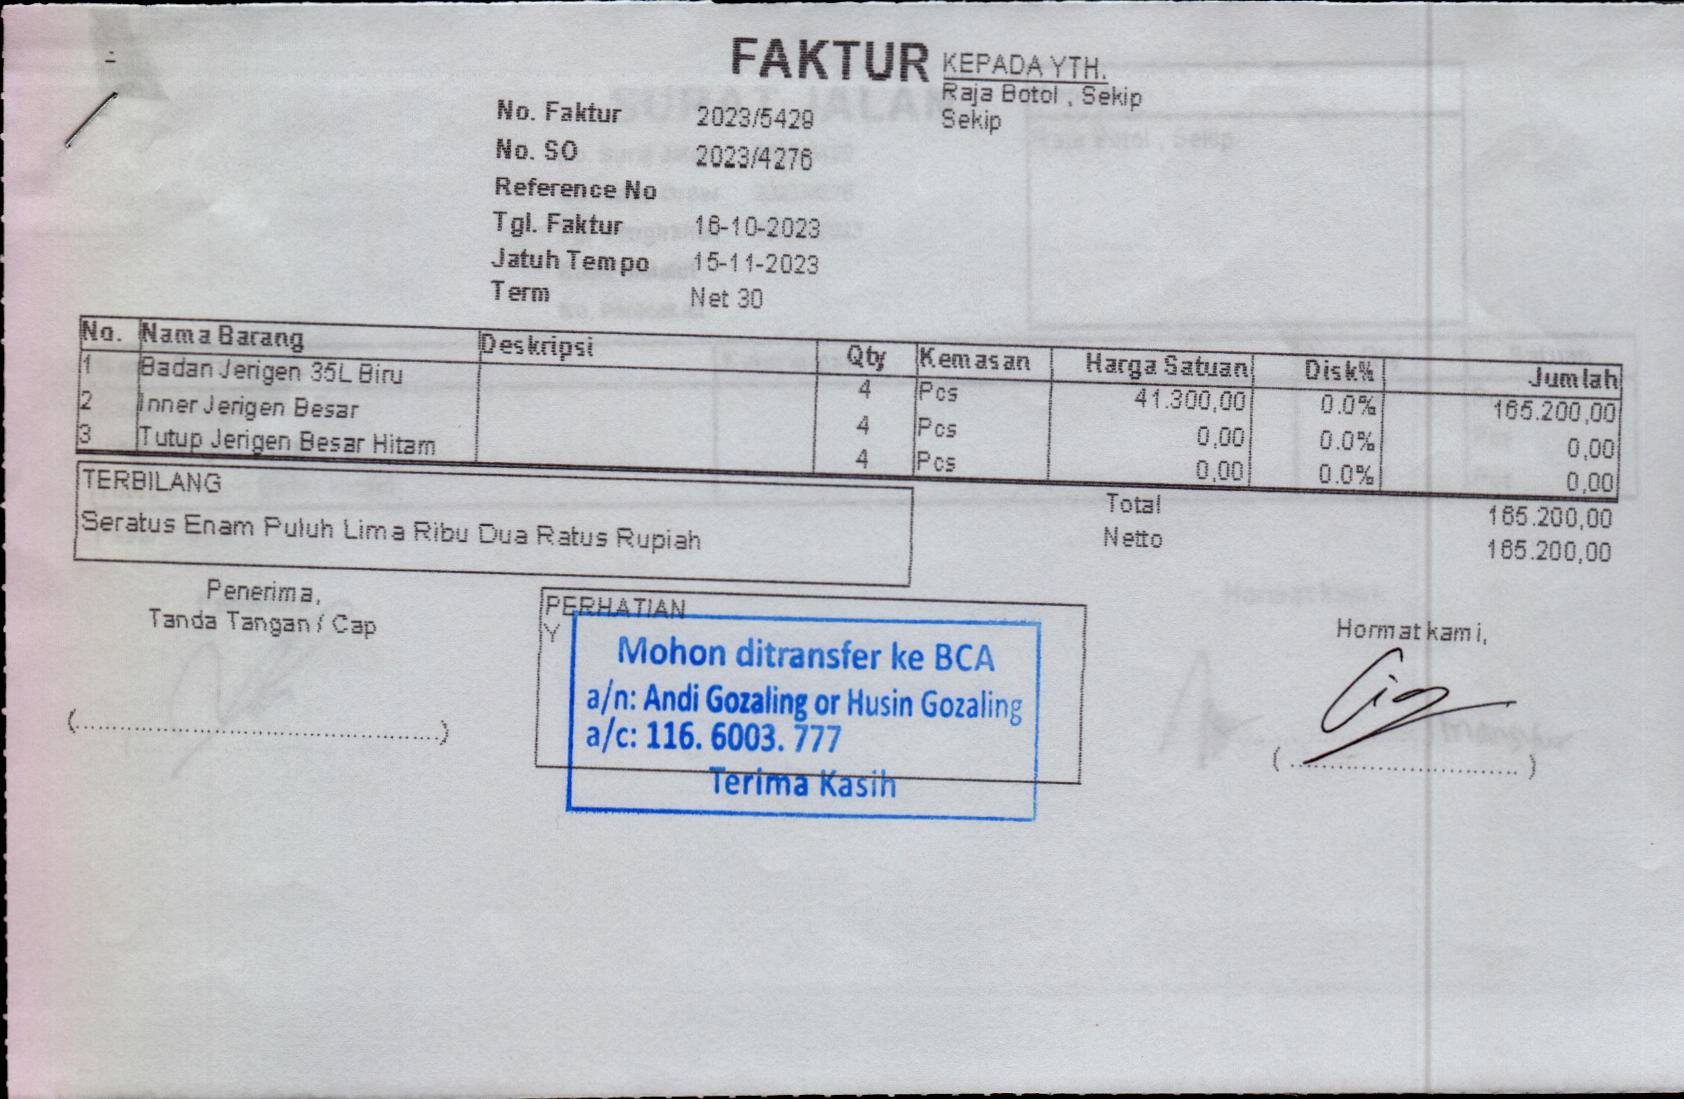 FAKTUR
KEPADA YTH.
Raja Botol , Sekip
Sekip
No. Faktur 2023/5429
No. SO 2023/4276
Reference No
Tgl. Faktur 16-10-2023
Jatuh Tempo 15-11-2023
Term Net 30
No. Nama Barang Deskripsi Qty Kemasan Harga Satuan Disk% Jumlah
1 Badan Jerigen 35L Biru 4 Pcs 41.300,00 0.0% 165.200,00
2 Inner Jerigen Besar 4 Pcs 0,00 0.0% 0,00
3 Tutup Jerigen Besar Hitam 4 Pcs 0,00 0.0% 0,00
Total 165.200,00
Netto 165.200,00
TERBILANG
Seratus Enam Puluh Lima Ribu Dua Ratus Rupiah
Penerima,
Tanda Tangan / Cap
(..............................................)
PERHATIAN
Y
Mohon ditransfer ke BCA
a/n: Andi Gozaling or Husin Gozaling
a/c: 116. 6003. 777
Terima Kasih
Hormat kami,
( ............................. )